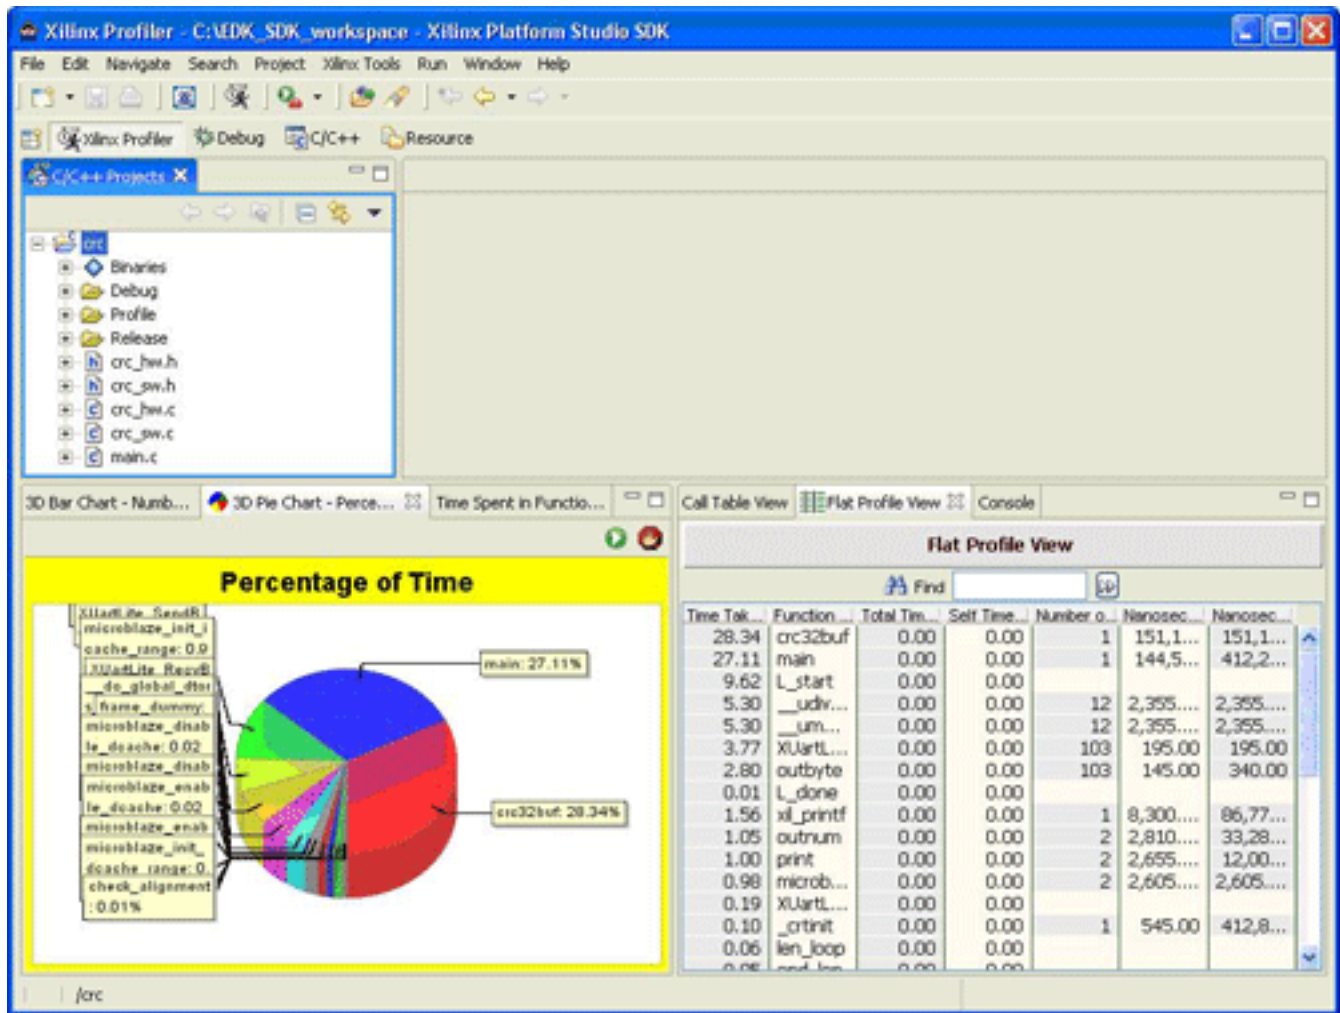 Xilinx Profiler - C:\EDK_SDK_workspace - Xilinx Platform Studio SDK
File Edit Navigate Search Project Xilinx Tools Run Window Help
Xilinx Profiler Debug C/C++ Resource
C/C++ Projects
crc
Binaries
Debug
Profile
Release
crc_hw.h
crc_sw.h
crc_hw.c
crc_sw.c
main.c
3D Bar Chart - Numb... 3D Pie Chart - Perce... Time Spent in Functio...
Percentage of Time
XUartLite_SendB
microblaze_init_i
cache_range: 0.9
XUartLite_RecvB
__do_global_dtor
frame_dummy:
microblaze_disab
le_dcache: 0.02
microblaze_disab
microblaze_enab
le_dcache: 0.02
microblaze_enab
microblaze_init_
dcache_range: 0.
check_alignment
: 0.01%
main: 27.11%
crc32buf: 28.34%
Call Table View Flat Profile View Console
Flat Profile View
Find
Time Tak... Function ... Total Tim... Self Time... Number o... Nanosec... Nanosec...
28.34 crc32buf 0.00 0.00 1 151,1... 151,1...
27.11 main 0.00 0.00 1 144,5... 412,2...
9.62 L_start 0.00 0.00
5.30 __udiv... 0.00 0.00 12 2,355.... 2,355....
5.30 __um... 0.00 0.00 12 2,355.... 2,355....
3.77 XUartL... 0.00 0.00 103 195.00 195.00
2.80 outbyte 0.00 0.00 103 145.00 340.00
0.01 L_done 0.00 0.00
1.56 xil_printf 0.00 0.00 1 8,300.... 86,77...
1.05 outnum 0.00 0.00 2 2,810.... 33,28...
1.00 print 0.00 0.00 2 2,655.... 12,00...
0.98 microb... 0.00 0.00 2 2,605.... 2,605....
0.19 XUartL... 0.00 0.00
0.10 _crtinit 0.00 0.00 1 545.00 412,8...
0.06 len_loop 0.00 0.00
/crc